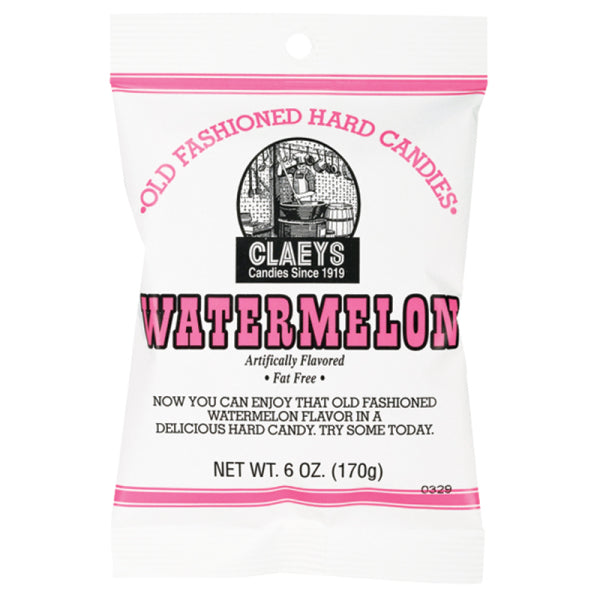 •OLD FASHIONED HARD CANDIES•
CLAEYS
Candies Since 1919
WATERMELON
Artifically Flavored
• Fat Free •
NOW YOU CAN ENJOY THAT OLD FASHIONED
WATERMELON FLAVOR IN A
DELICIOUS HARD CANDY. TRY SOME TODAY.
NET WT. 6 OZ. (170g)
0329